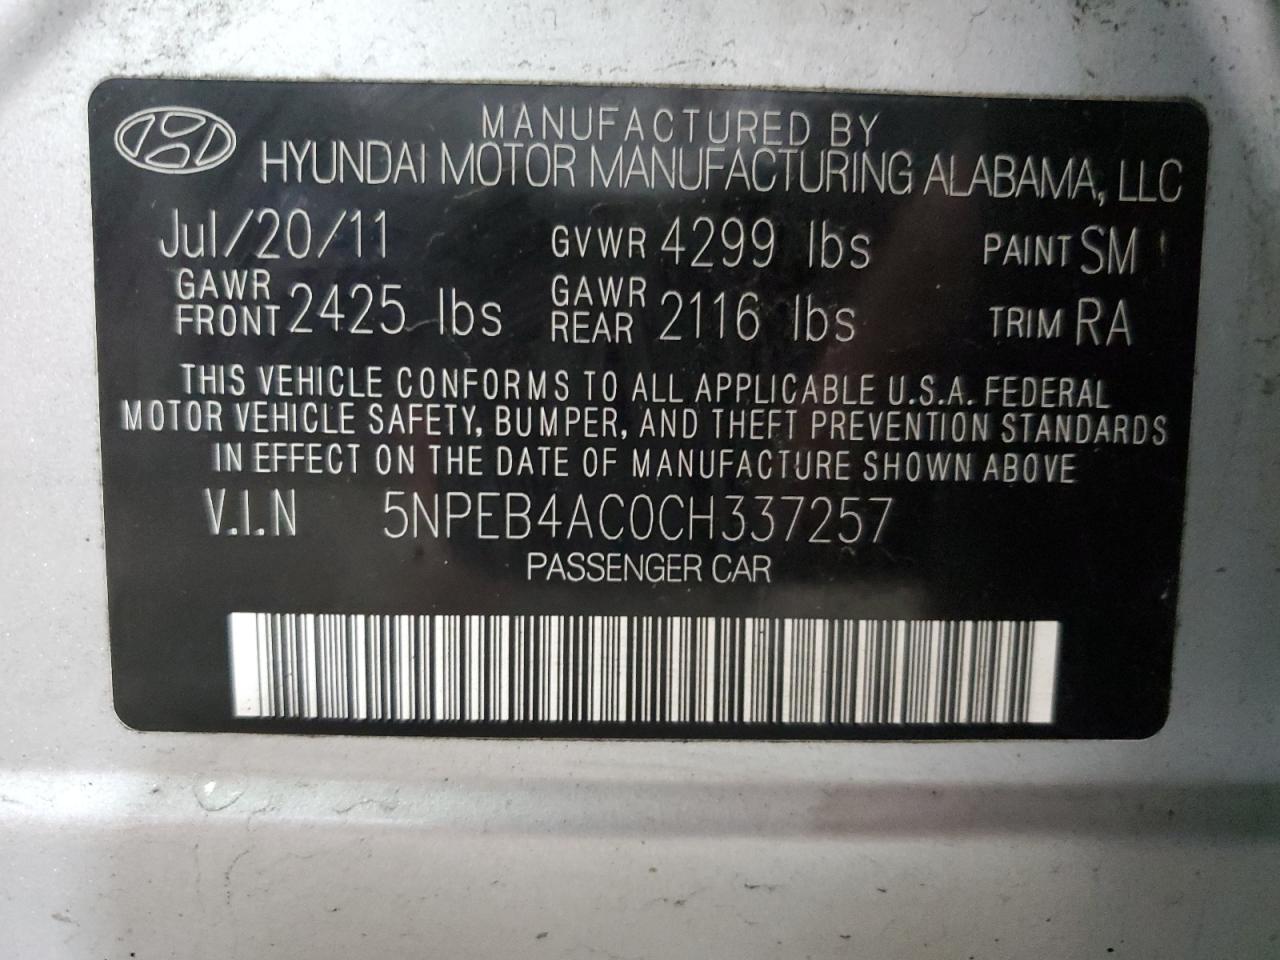 MANUFACTURED BY
HYUNDAI MOTOR MANUFACTURING ALABAMA, LLC
Jul/20/11 GVWR 4299 lbs PAINT SM
GAWR FRONT 2425 lbs GAWR REAR 2116 lbs TRIM RA
THIS VEHICLE CONFORMS TO ALL APPLICABLE U.S.A. FEDERAL
MOTOR VEHICLE SAFETY, BUMPER, AND THEFT PREVENTION STANDARDS
IN EFFECT ON THE DATE OF MANUFACTURE SHOWN ABOVE
V.I.N 5NPEB4AC0CH337257
PASSENGER CAR